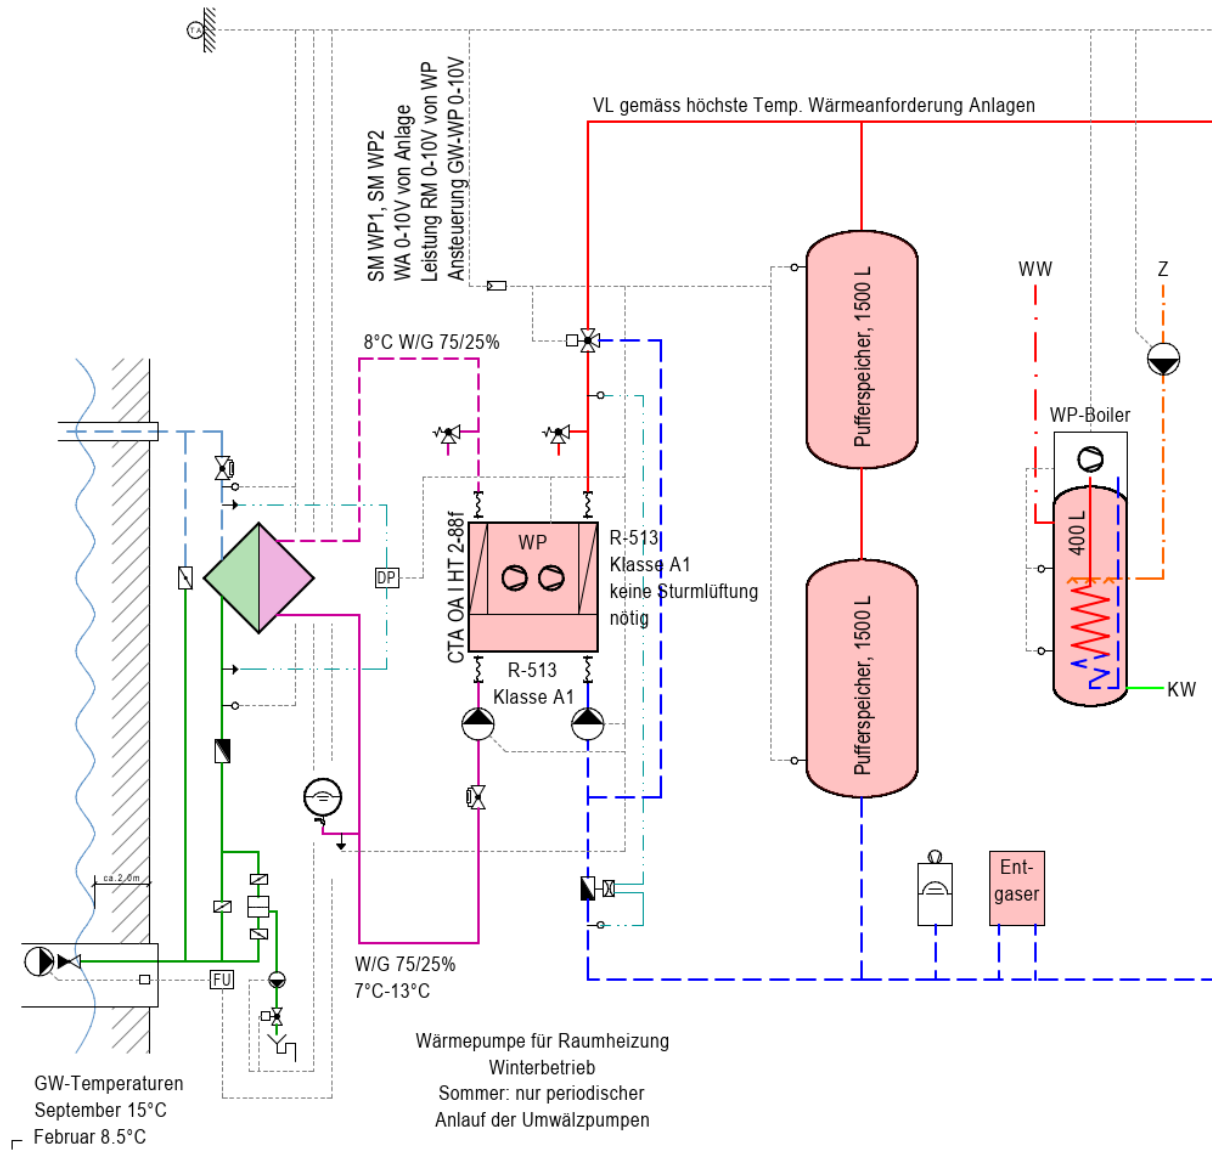 TA
VL gemäss höchste Temp. Wärmeanforderung Anlagen
SM WP1, SM WP2
WA 0-10V von Anlage
Leistung RM 0-10V von WP
Ansteuerung GW-WP 0-10V
8°C W/G 75/25%
Pufferspeicher, 1500 L
WW
Z
WP-Boiler
400 L
KW
CTA OA I HT 2-88f
WP
R-513
Klasse A1
keine Sturmlüftung
nötig
DP
R-513
Klasse A1
Pufferspeicher, 1500 L
ca.2.0m
Ent-
gaser
FU
W/G 75/25%
7°C-13°C
Wärmepumpe für Raumheizung
Winterbetrieb
Sommer: nur periodischer
Anlauf der Umwälzpumpen
GW-Temperaturen
September 15°C
Februar 8.5°C